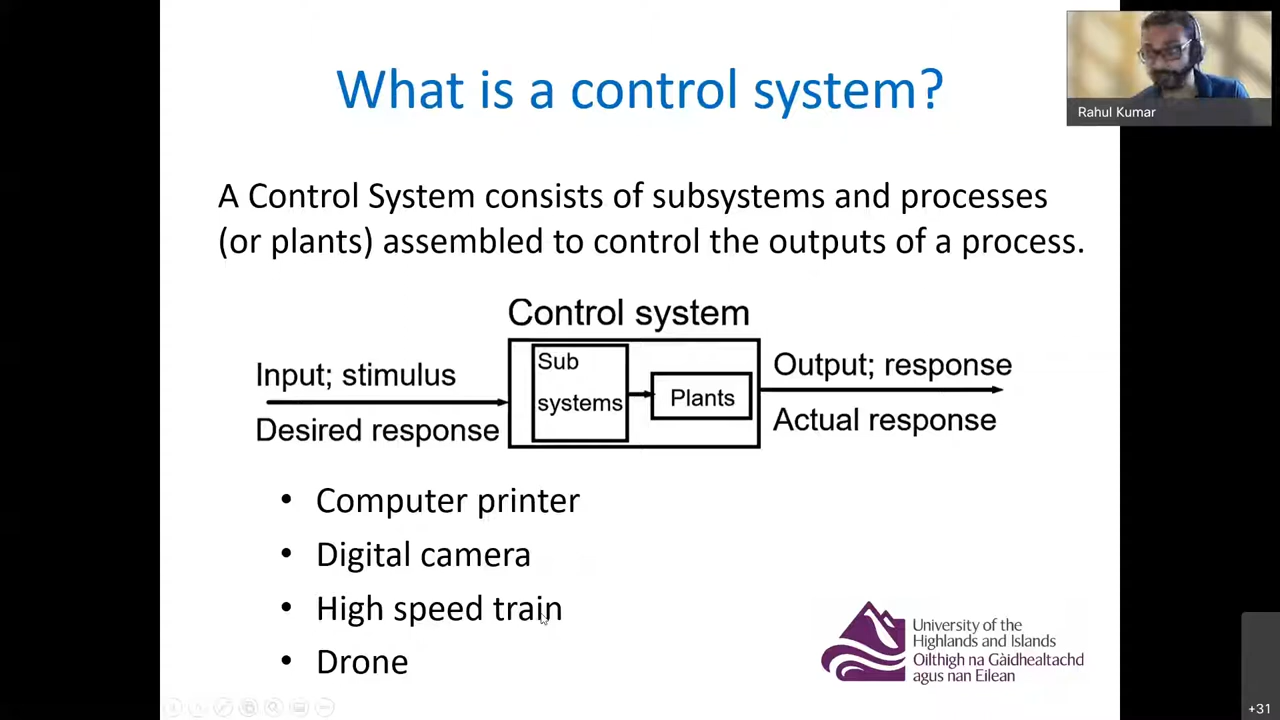 What is a control system?
Rahul Kumar
A Control System consists of subsystems and processes
(or plants) assembled to control the outputs of a process.
Control system
Input; stimulus
Desired response
Sub
systems
Plants
Output; response
Actual response
• Computer printer
• Digital camera
• High speed train
• Drone
University of the
Highlands and Islands
Oilthigh na Gàidhealtachd
agus nan Eilean
+31